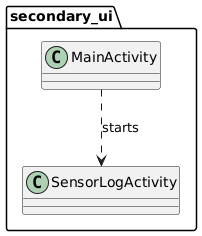 secondary_ui
C MainActivity
starts
C SensorLogActivity